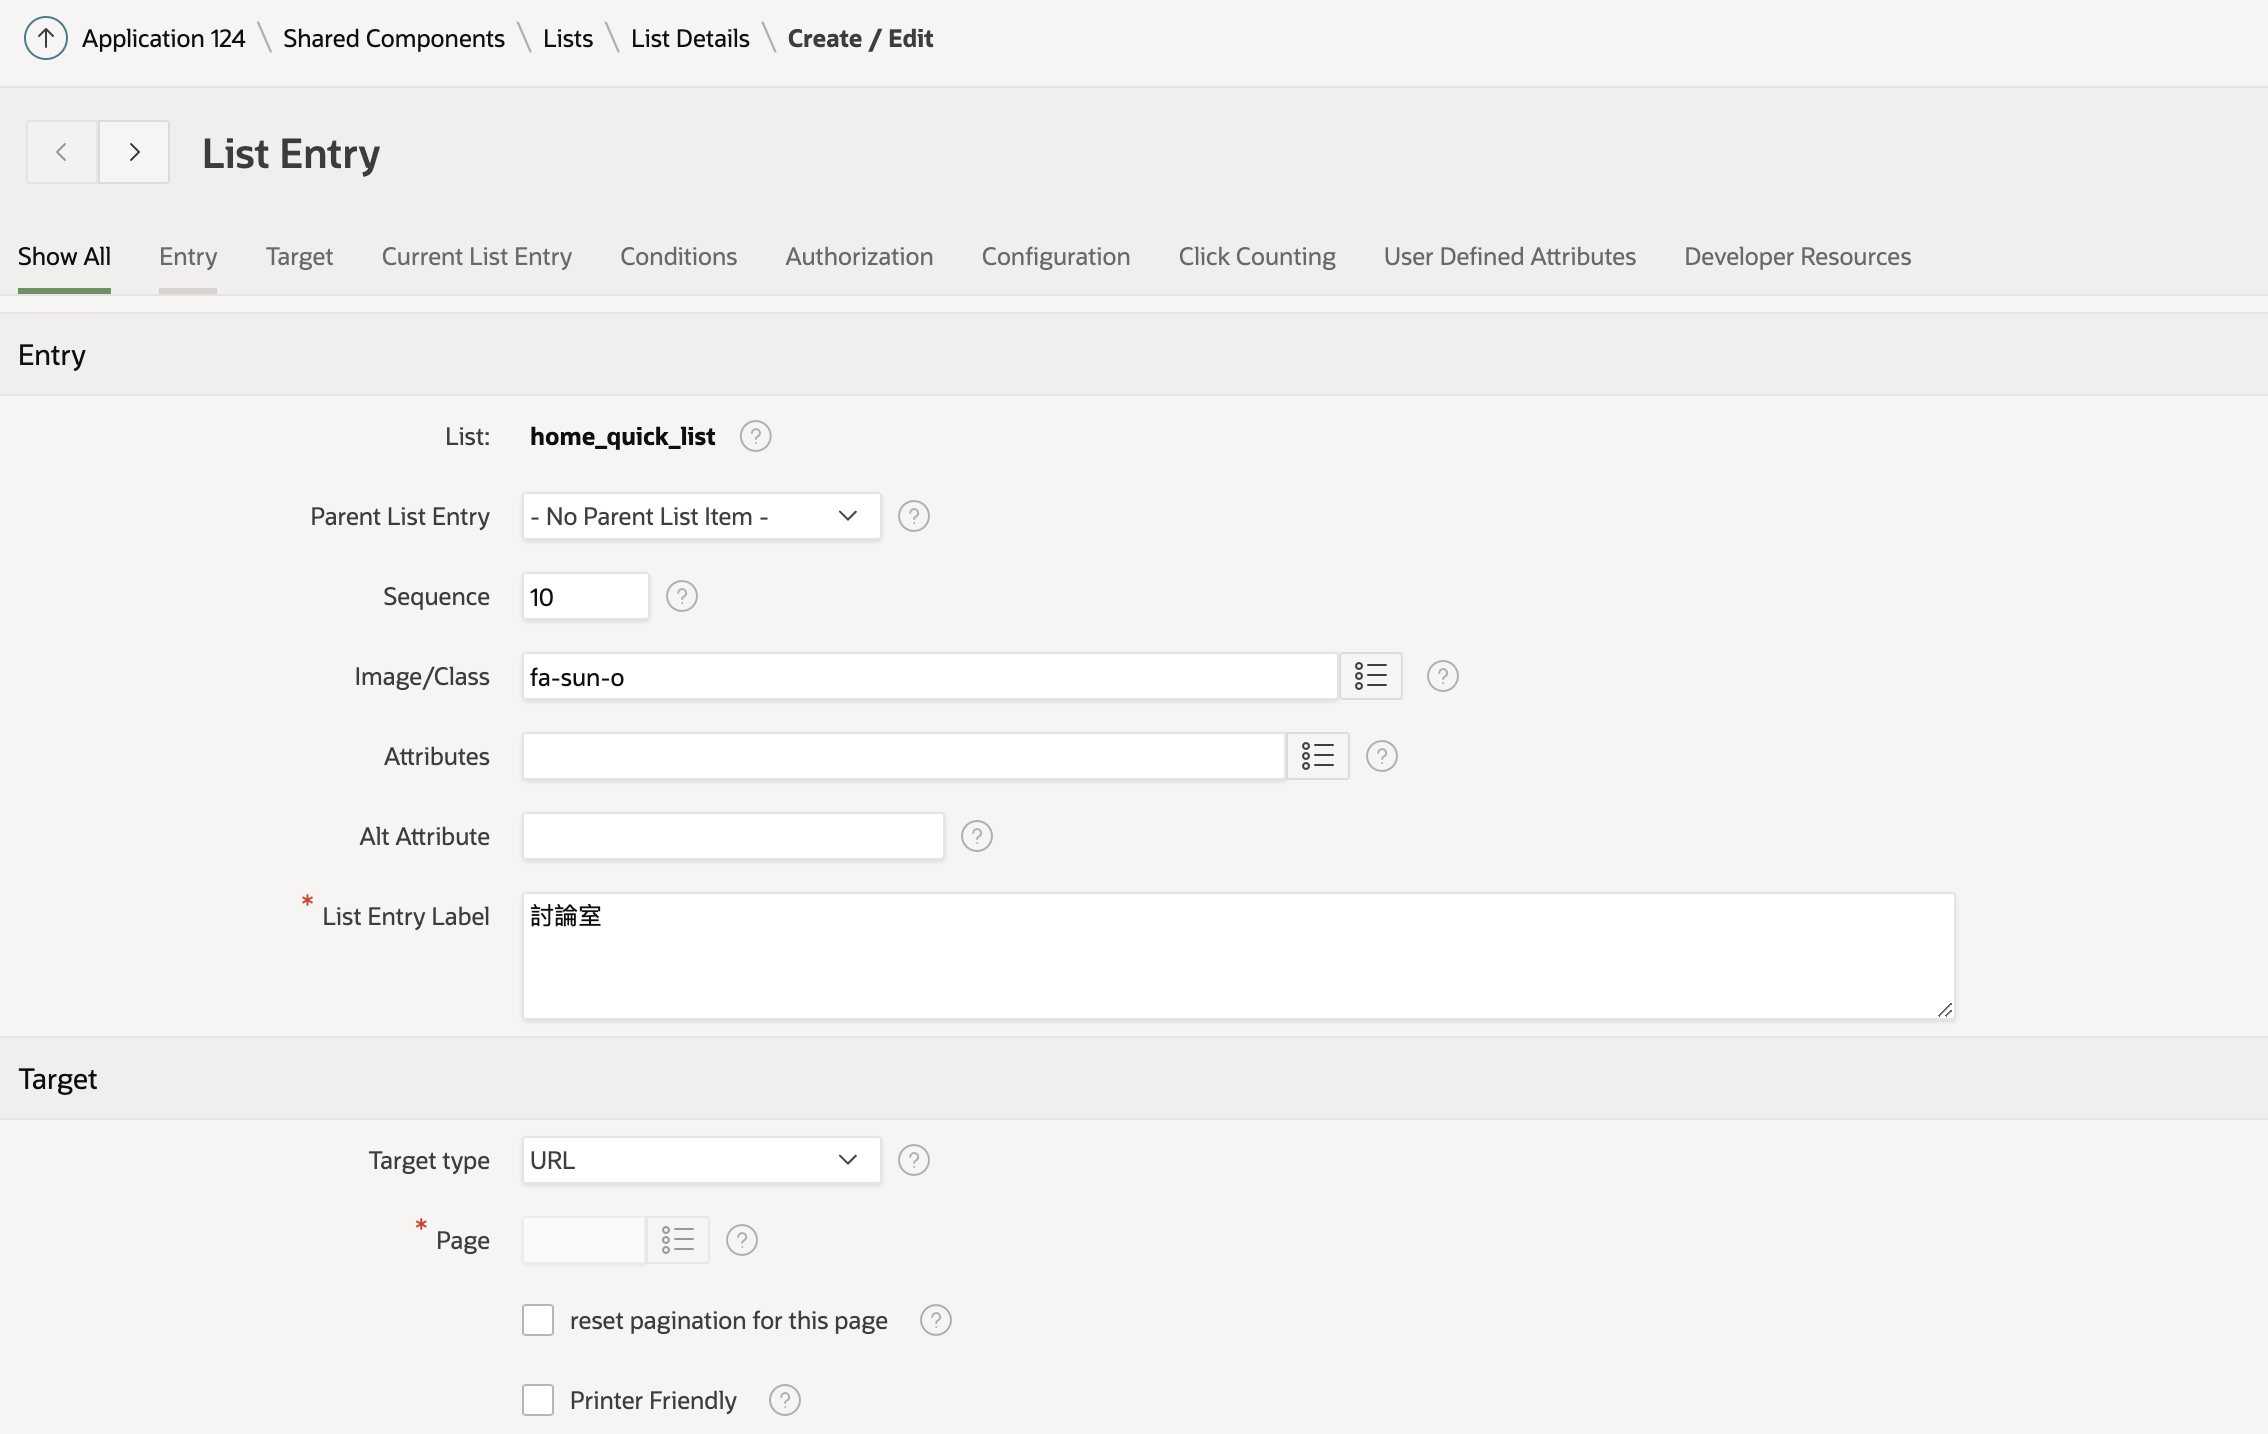 Application 124 \ Shared Components \ Lists \ List Details \ Create / Edit
List Entry
Show All Entry Target Current List Entry Conditions Authorization Configuration Click Counting User Defined Attributes Developer Resources
Entry
List: home_quick_list ?
Parent List Entry - No Parent List Item - ?
Sequence 10 ?
Image/Class fa-sun-o ?
Attributes ?
Alt Attribute ?
* List Entry Label 討論室
Target
Target type URL ?
* Page ?
reset pagination for this page ?
Printer Friendly ?